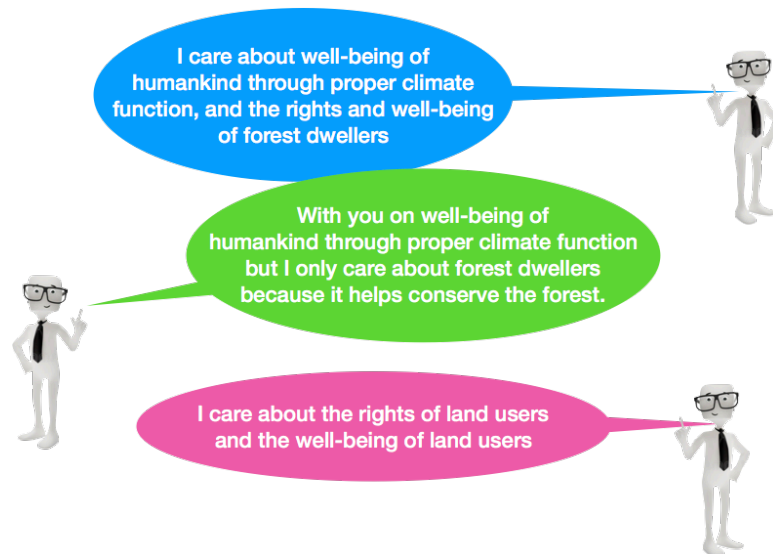 I care about well-being of
humankind through proper climate
function, and the rights and well-being
of forest dwellers
With you on well-being of
humankind through proper climate function
but I only care about forest dwellers
because it helps conserve the forest.
I care about the rights of land users
and the well-being of land users